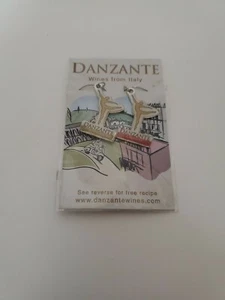 DANZANTE
Wines from Italy
See reverse for free recipe
www.danzantewines.com